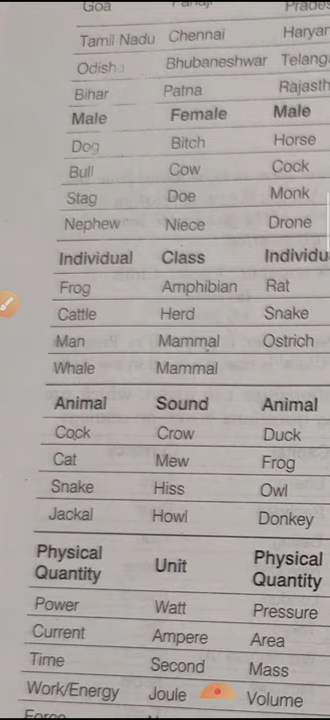 Goa Panaji Prades
Tamil Nadu Chennai Haryan
Odisha Bhubaneshwar Telang
Bihar Patna Rajasth
Male Female Male
Dog Bitch Horse
Bull Cow Cock
Stag Doe Monk
Nephew Niece Drone
Individual Class Individu
Frog Amphibian Rat
Cattle Herd Snake
Man Mammal Ostrich
Whale Mammal
Animal Sound Animal
Cock Crow Duck
Cat Mew Frog
Snake Hiss Owl
Jackal Howl Donkey
Physical Unit Physical
Quantity Quantity
Power Watt Pressure
Current Ampere Area
Time Second Mass
Work/Energy Joule Volume
Force